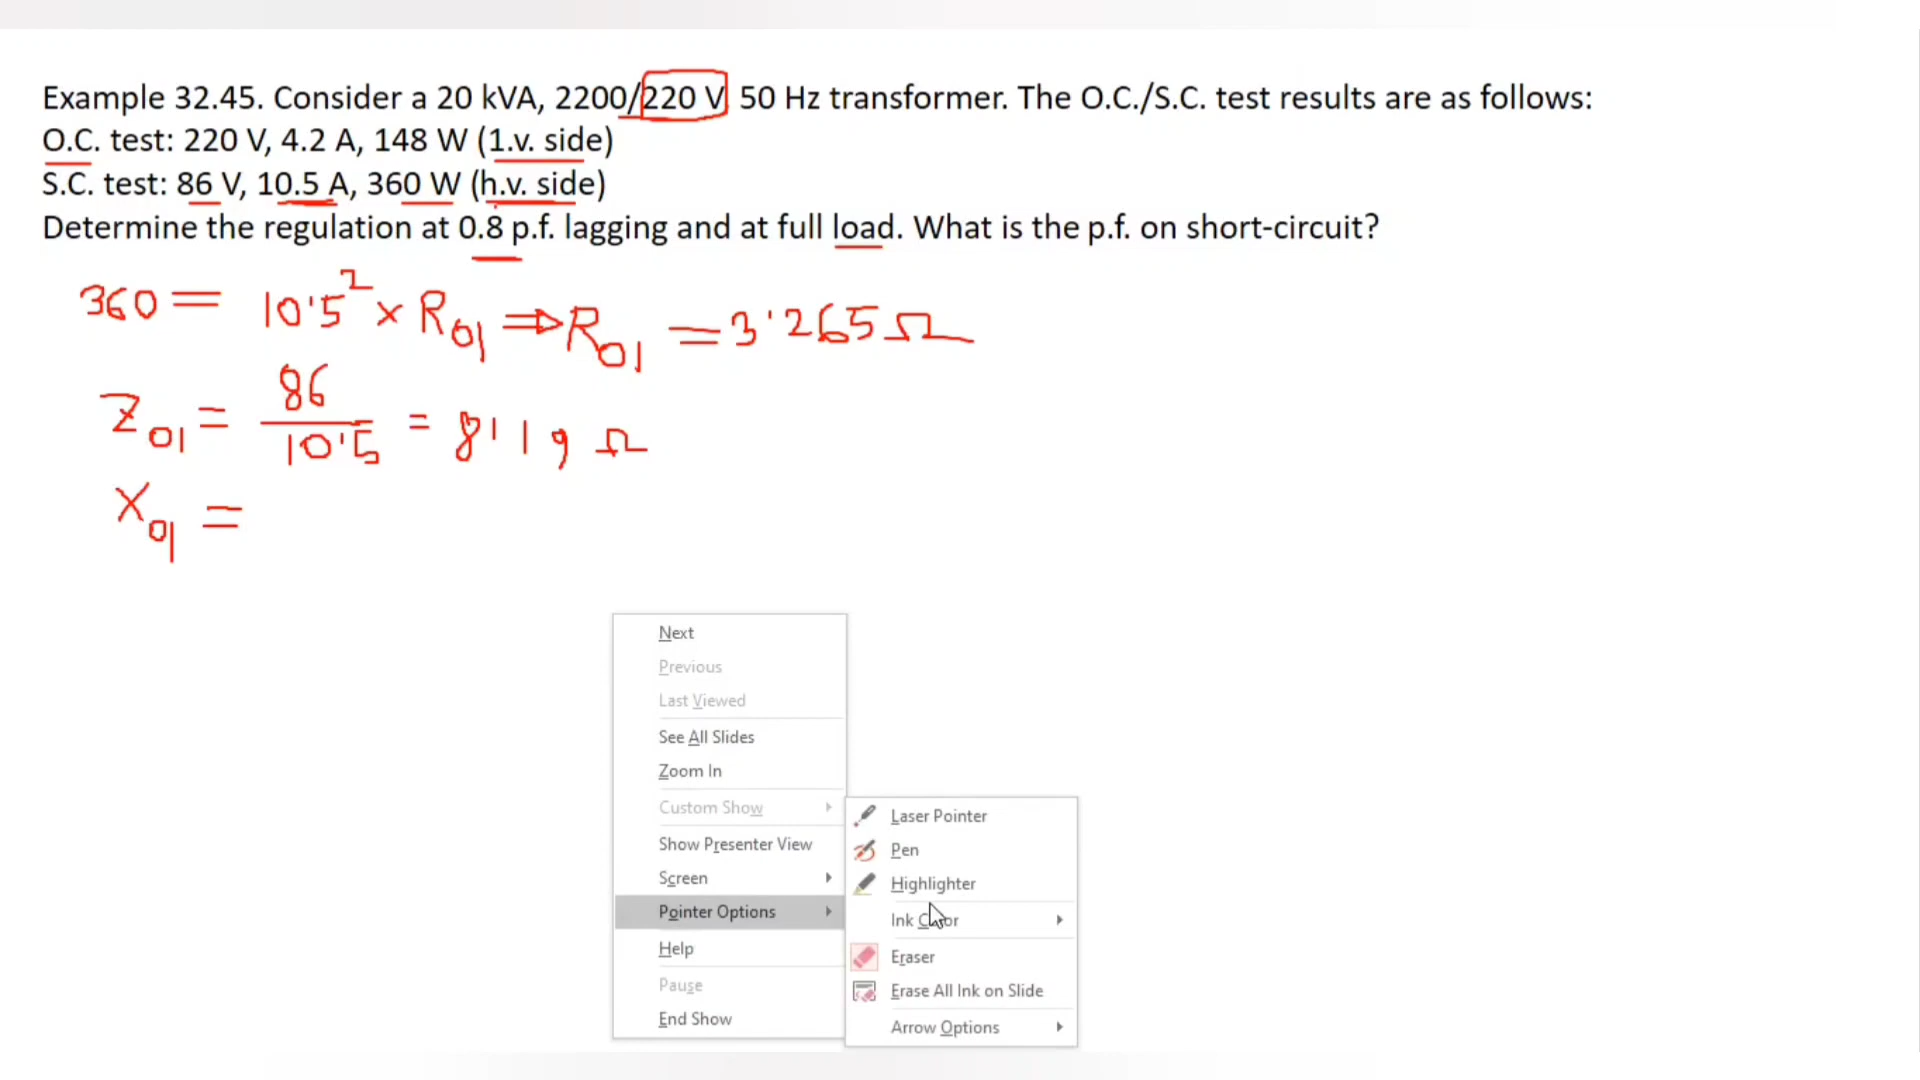 Example 32.45. Consider a 20 kVA, 2200/220 V, 50 Hz transformer. The O.C./S.C. test results are as follows:
O.C. test: 220 V, 4.2 A, 148 W (1.v. side)
S.C. test: 86 V, 10.5 A, 360 W (h.v. side)
Determine the regulation at 0.8 p.f. lagging and at full load. What is the p.f. on short-circuit?
360 = 10.5² × R₀₁ ⇒ R₀₁ = 3.265 Ω
Z₀₁ = 86 / 10.5 = 8.19 Ω
X₀₁ =
Next
Previous
Last Viewed
See All Slides
Zoom In
Custom Show
Show Presenter View
Screen
Pointer Options
Help
Pause
End Show
Laser Pointer
Pen
Highlighter
Ink Color
Eraser
Erase All Ink on Slide
Arrow Options